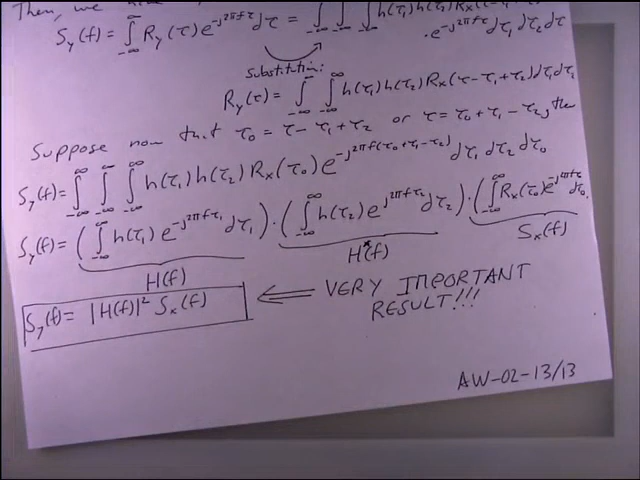 Then, we
S_y(f) = ∫_{-∞}^{∞} R_y(τ) e^{-j2πfτ} dτ = ∫_{-∞}^{∞} ∫_{-∞}^{∞} ∫_{-∞}^{∞} h(τ_1) h(τ_2) R_x(τ-τ_1+
· e^{-j2πfτ} dτ_1 dτ_2 dτ
Substitution:
R_y(τ) = ∫_{-∞}^{∞} ∫_{-∞}^{∞} h(τ_1) h(τ_2) R_x(τ-τ_1+τ_2) dτ_1 dτ_2
Suppose now that τ_0 = τ-τ_1+τ_2 or τ = τ_0+τ_1-τ_2, then
S_y(f) = ∫_{-∞}^{∞} ∫_{-∞}^{∞} ∫_{-∞}^{∞} h(τ_1) h(τ_2) R_x(τ_0) e^{-j2πf(τ_0+τ_1-τ_2)} dτ_1 dτ_2 dτ_0
S_y(f) = (∫_{-∞}^{∞} h(τ_1) e^{-j2πfτ_1} dτ_1) · (∫_{-∞}^{∞} h(τ_2) e^{j2πfτ_2} dτ_2) · (∫_{-∞}^{∞} R_x(τ_0) e^{-j2πfτ_0} dτ_0)
H(f) H*(f) S_x(f)
S_y(f) = |H(f)|² S_x(f) ⇐ VERY IMPORTANT
RESULT!!!
AW-02-13/13